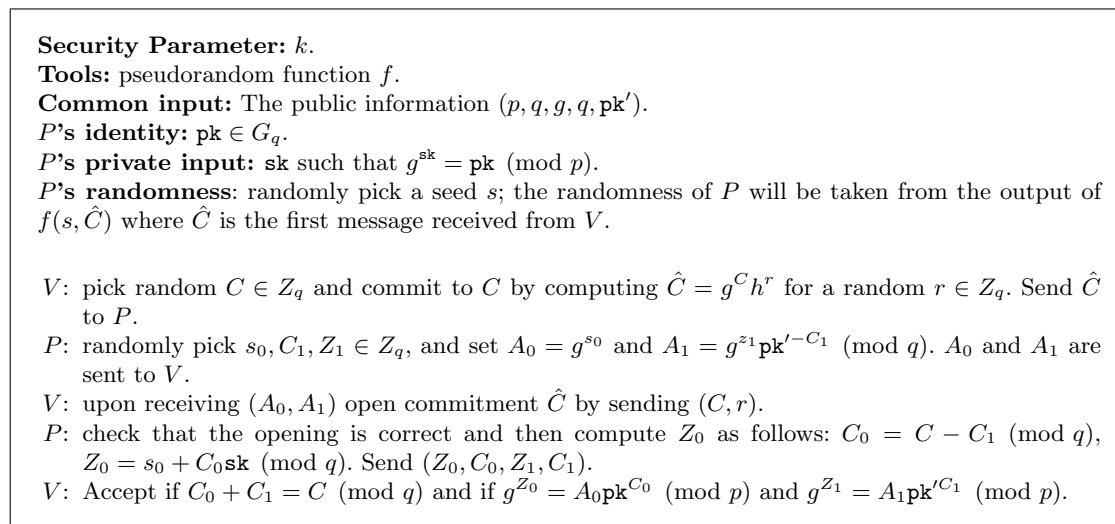 Security Parameter: k.
Tools: pseudorandom function f.
Common input: The public information (p, q, g, q, pk′).
P's identity: pk ∈ G_q.
P's private input: sk such that g^sk = pk (mod p).
P's randomness: randomly pick a seed s; the randomness of P will be taken from the output of
f(s, Ĉ) where Ĉ is the first message received from V.
V: pick random C ∈ Z_q and commit to C by computing Ĉ = g^C h^r for a random r ∈ Z_q. Send Ĉ
to P.
P: randomly pick s_0, C_1, Z_1 ∈ Z_q, and set A_0 = g^{s_0} and A_1 = g^{z_1} pk′^{−C_1} (mod q). A_0 and A_1 are
sent to V.
V: upon receiving (A_0, A_1) open commitment Ĉ by sending (C, r).
P: check that the opening is correct and then compute Z_0 as follows: C_0 = C − C_1 (mod q),
Z_0 = s_0 + C_0 sk (mod q). Send (Z_0, C_0, Z_1, C_1).
V: Accept if C_0 + C_1 = C (mod q) and if g^{Z_0} = A_0 pk^{C_0} (mod p) and g^{Z_1} = A_1 pk′^{C_1} (mod p).